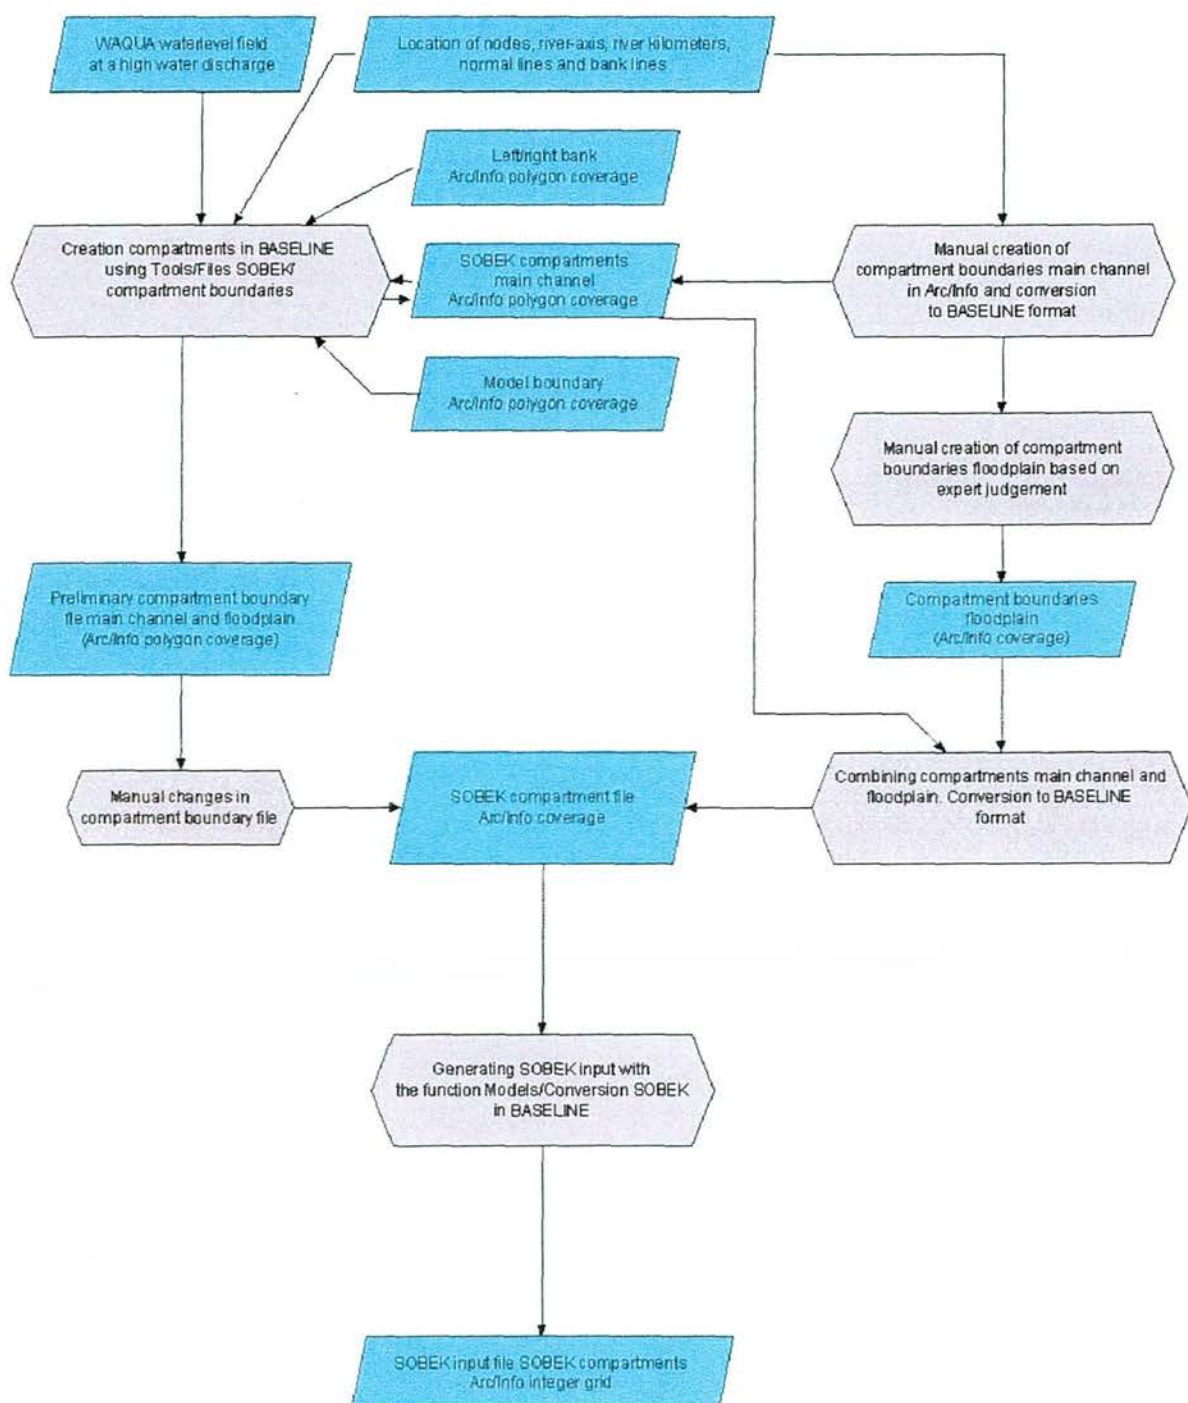 WAQUA waterlevel field
at a high water discharge
Location of nodes, river-axis, river kilometers,
normal lines and bank lines
Left/right bank
Arc/Info polygon coverage
Creation compartments in BASELINE
using Tools/Files SOBEK/
compartment boundaries
SOBEK compartments
main channel
Arc/Info polygon coverage
Manual creation of
compartment boundaries main channel
in Arc/Info and conversion
to BASELINE format
Model boundary
Arc/Info polygon coverage
Manual creation of compartment
boundaries floodplain based on
expert judgement
Preliminary compartment boundary
file main channel and floodplain
(Arc/Info polygon coverage)
Compartment boundaries
floodplain
(Arc/Info coverage)
Manual changes in
compartment boundary file
SOBEK compartment file
Arc/Info coverage
Combining compartments main channel and
floodplain. Conversion to BASELINE
format
Generating SOBEK input with
the function Models/Conversion SOBEK
in BASELINE
SOBEK input file SOBEK compartments
Arc/Info integer grid